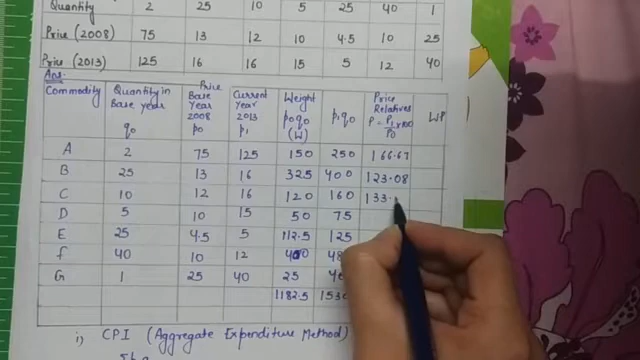 Quantity 2 25 10 5 25 40 1
Price (2008) 75 13 12 10 4.5 10 25
Price (2013) 125 16 16 15 5 12 40
Ans.
Commodity Quantity in Base year q0 Price Base Year 2008 p0 Current Year 2013 p1 Weight p0q0 (W) p1q0 Price Relatives P = P1/P0 x100 WP
A 2 75 125 150 250 166.67
B 25 13 16 325 400 123.08
C 10 12 16 120 160 133.
D 5 10 15 50 75
E 25 4.5 5 112.5 125
f 40 10 12 400 48
G 1 25 40 25
1182.5 1530
i) CPI (Aggregate Expenditure Method)